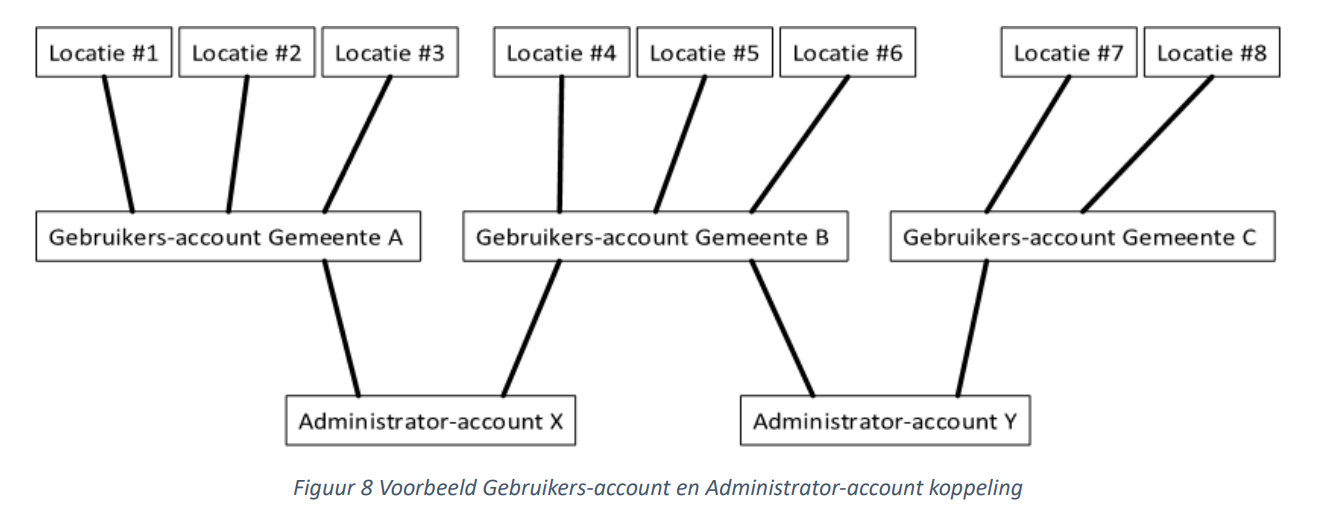 Locatie #1 Locatie #2 Locatie #3 Locatie #4 Locatie #5 Locatie #6 Locatie #7 Locatie #8
Gebruikers-account Gemeente A Gebruikers-account Gemeente B Gebruikers-account Gemeente C
Administrator-account X Administrator-account Y
Figuur 8 Voorbeeld Gebruikers-account en Administrator-account koppeling